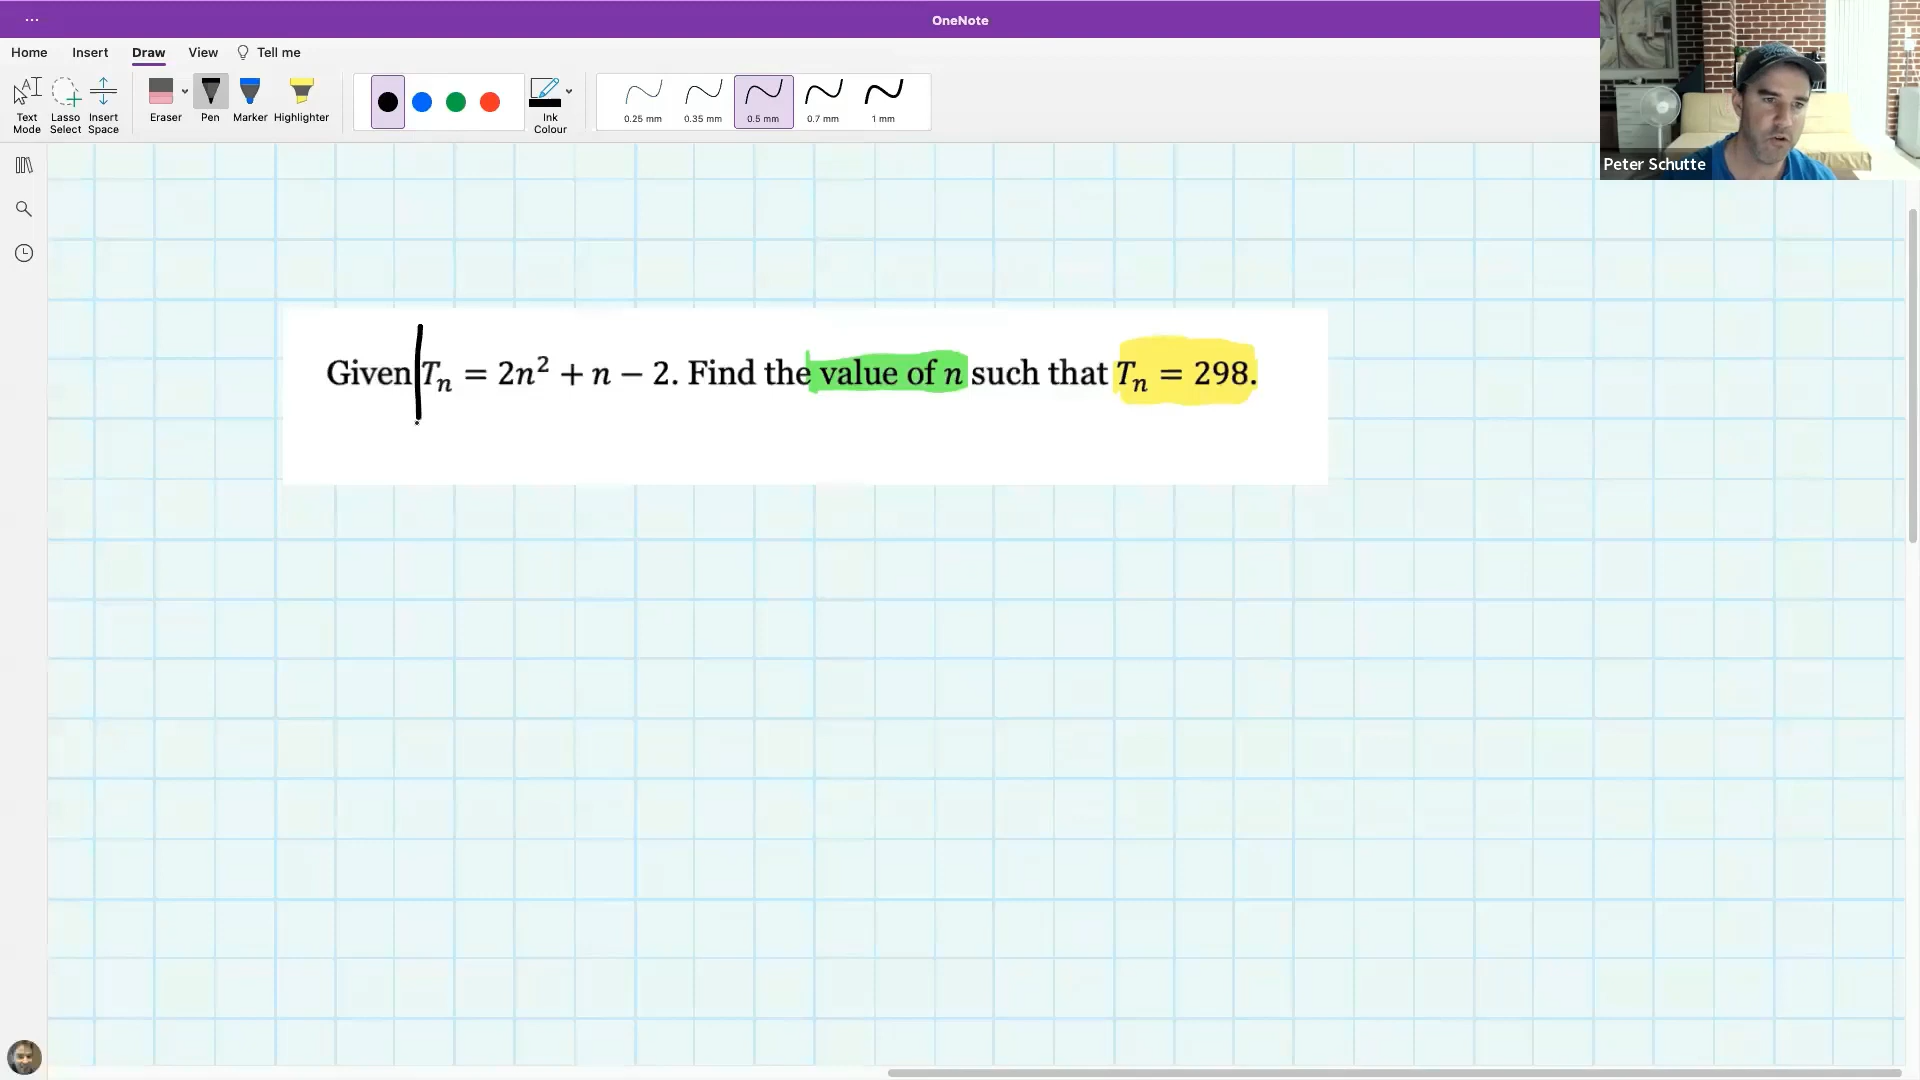 OneNote
Home Insert Draw View Tell me
Text Mode Lasso Select Insert Space Eraser Pen Marker Highlighter Ink Colour 0.25 mm 0.35 mm 0.5 mm 0.7 mm 1 mm
Peter Schutte
Given Tₙ = 2n² + n − 2. Find the value of n such that Tₙ = 298.